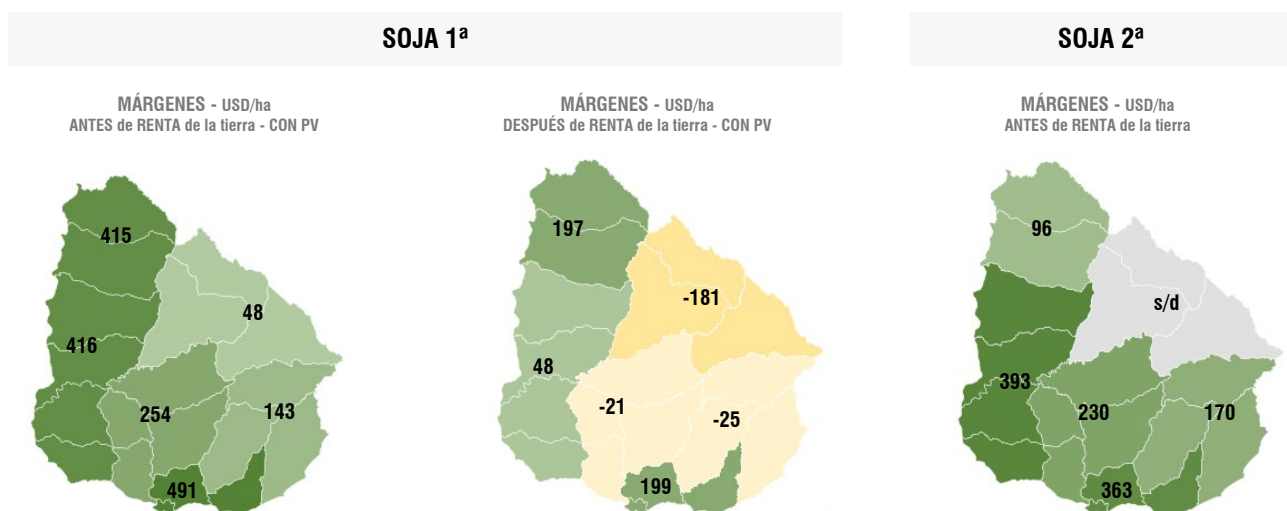 SOJA 1ª
MÁRGENES - USD/ha
ANTES de RENTA de la tierra - CON PV
415
48
416
254
143
491
MÁRGENES - USD/ha
DESPUÉS de RENTA de la tierra - CON PV
197
-181
48
-21
-25
199
SOJA 2ª
MÁRGENES - USD/ha
ANTES de RENTA de la tierra
96
s/d
393
230
170
363